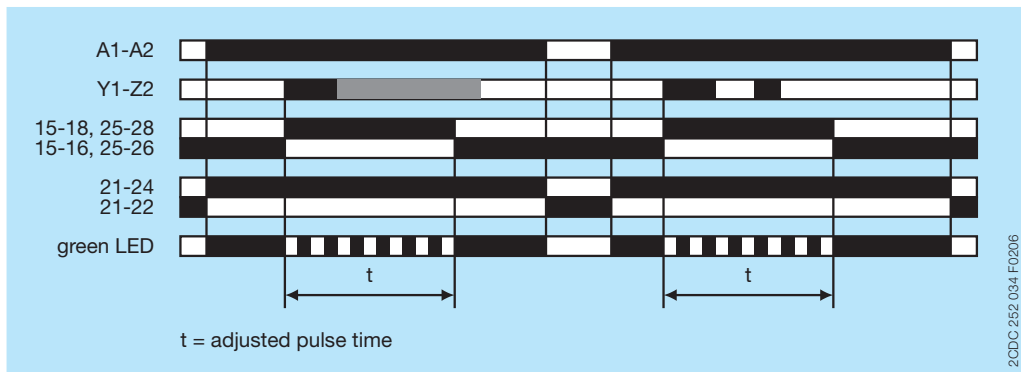 A1-A2
Y1-Z2
15-18, 25-28
15-16, 25-26
21-24
21-22
green LED
t
t
t = adjusted pulse time
2CDC 252 034 F0206